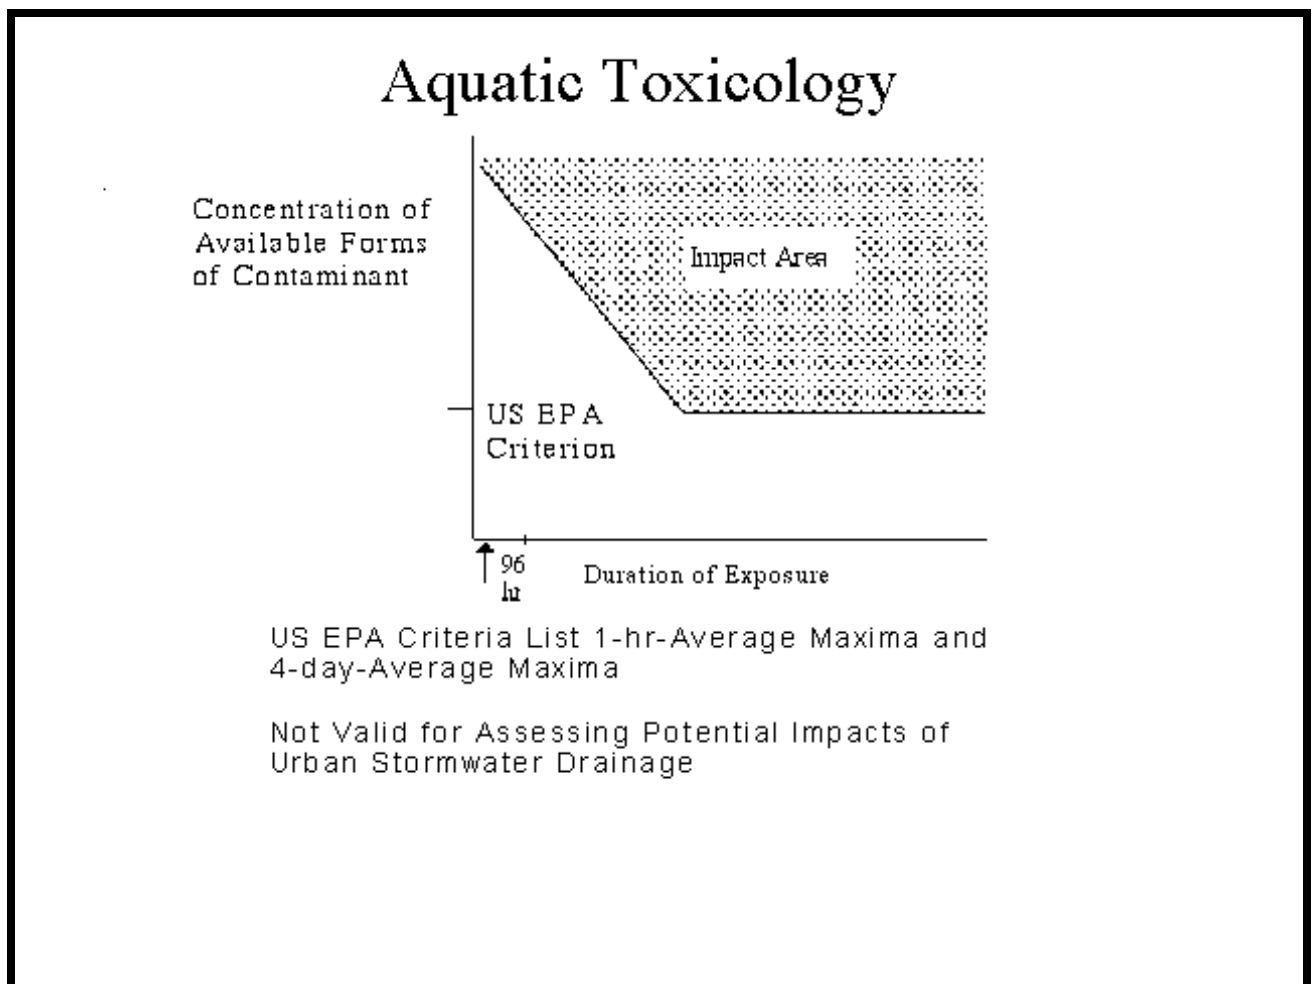 Aquatic Toxicology
Concentration of
Available Forms
of Contaminant
Impact Area
US EPA
Criterion
96
hr
Duration of Exposure
US EPA Criteria List 1-hr-Average Maxima and
4-day-Average Maxima
Not Valid for Assessing Potential Impacts of
Urban Stormwater Drainage